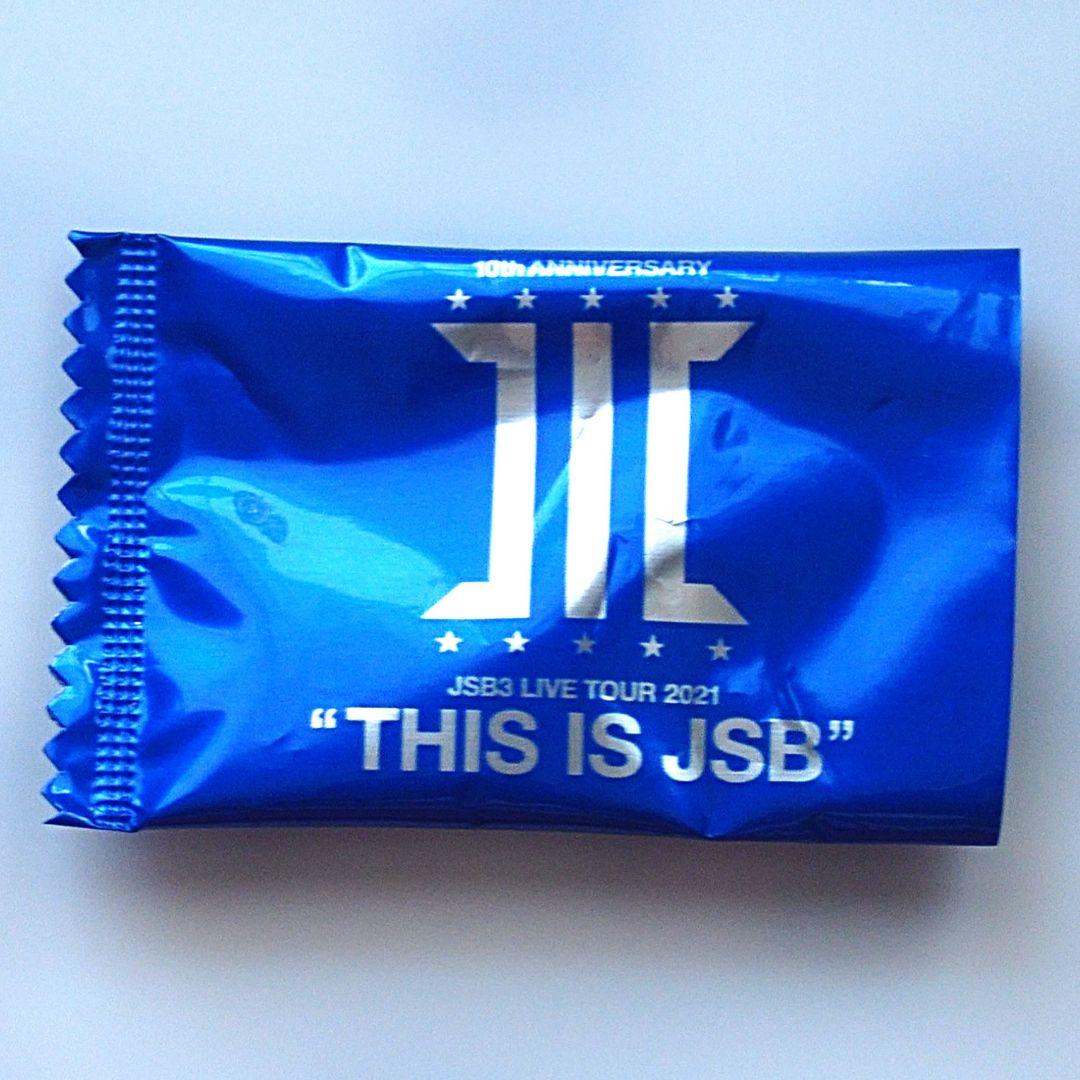 10th ANNIVERSARY
JSB3 LIVE TOUR 2021
“THIS IS JSB”